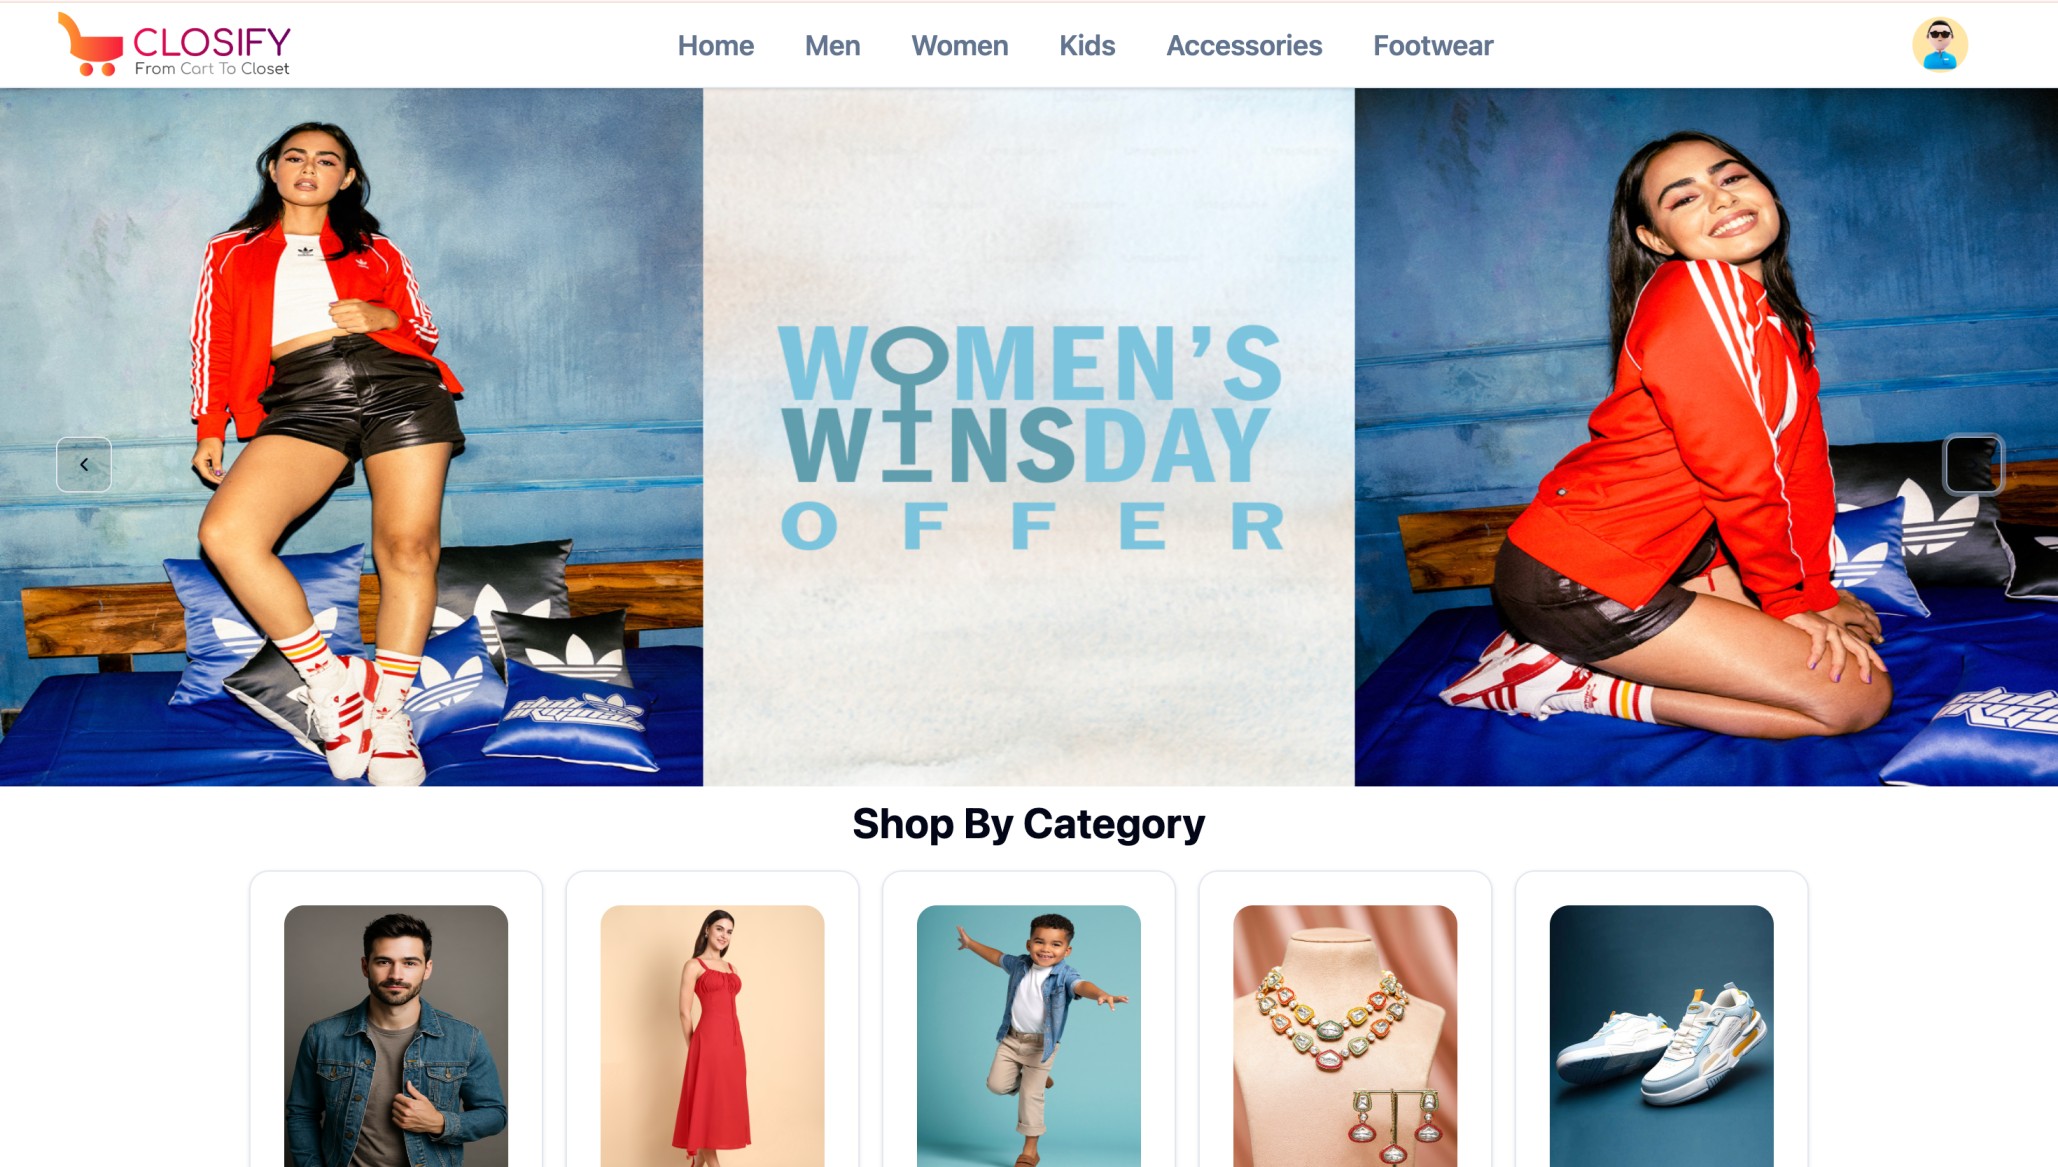 CLOSIFY
From Cart To Closet
Home
Men
Women
Kids
Accessories
Footwear
WOMEN'S
WINSDAY
OFFER
Shop By Category